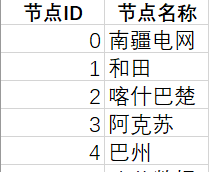 节点ID 节点名称
0 南疆电网
1 和田
2 喀什巴楚
3 阿克苏
4 巴州